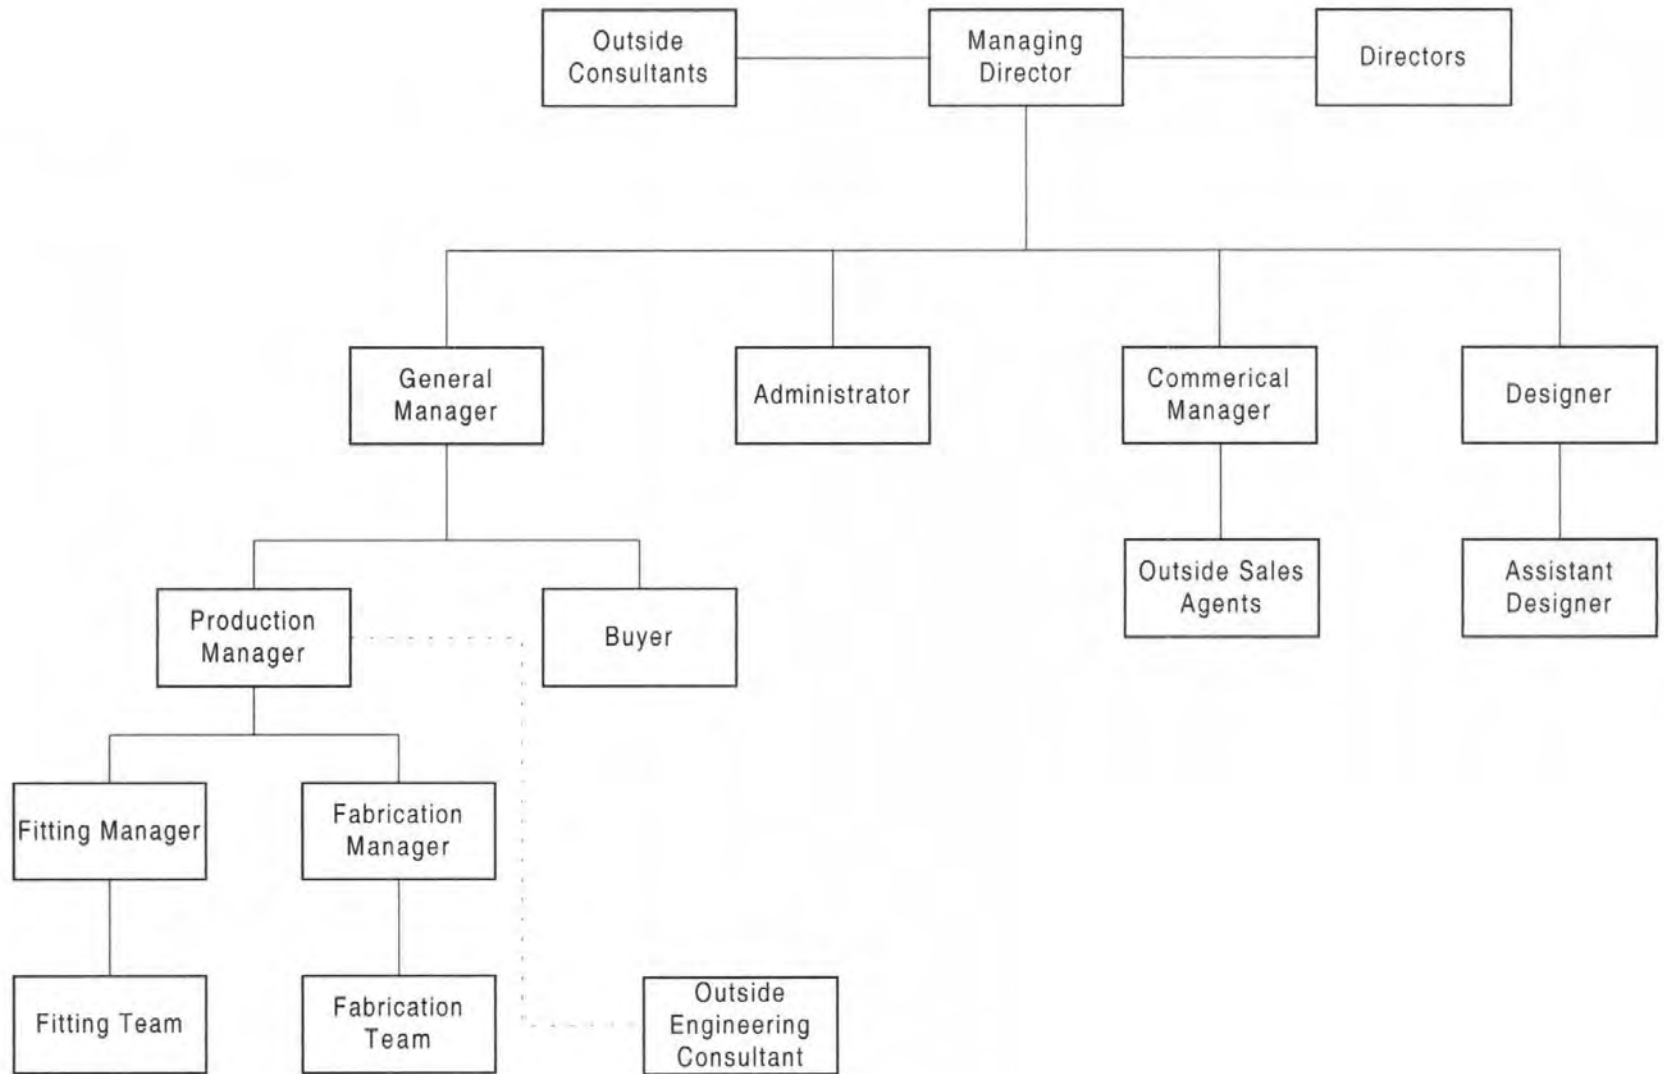 Outside
Consultants
Managing
Director
Directors
General
Manager
Administrator
Commerical
Manager
Designer
Production
Manager
Buyer
Outside Sales
Agents
Assistant
Designer
Fitting Manager
Fabrication
Manager
Fitting Team
Fabrication
Team
Outside
Engineering
Consultant